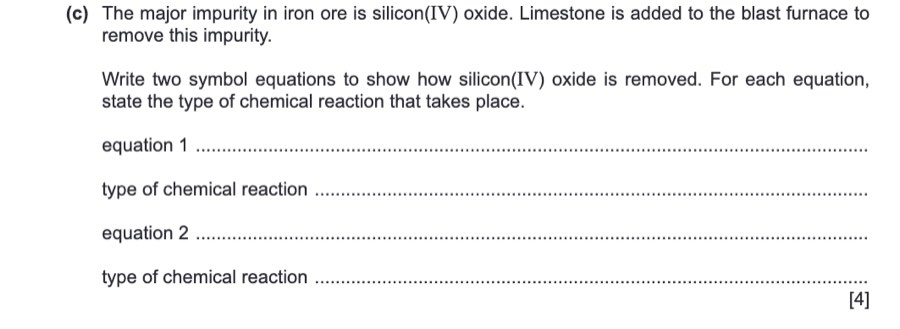 (c) The major impurity in iron ore is silicon(IV) oxide. Limestone is added to the blast furnace to
remove this impurity.
Write two symbol equations to show how silicon(IV) oxide is removed. For each equation,
state the type of chemical reaction that takes place.
equation 1 ................................................................................
type of chemical reaction ................................................................................
equation 2 ................................................................................
type of chemical reaction ................................................................................
[4]